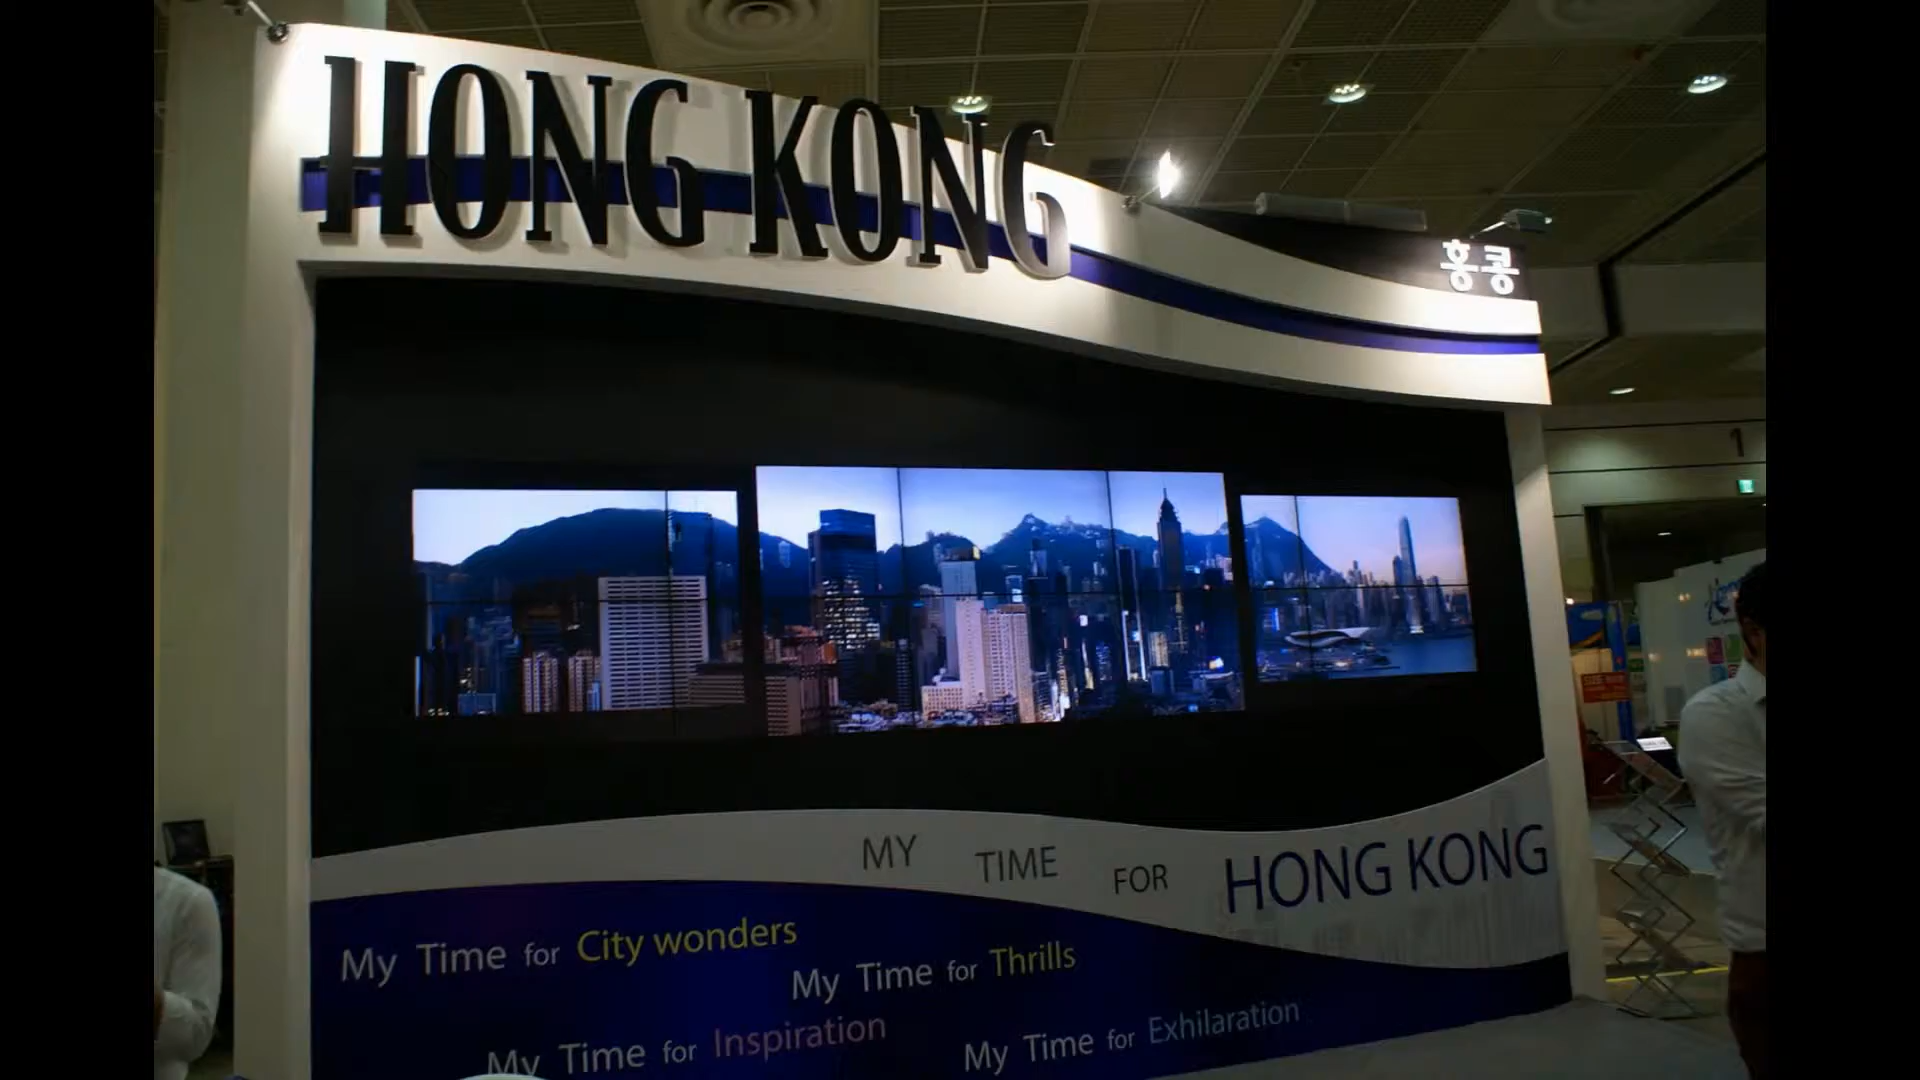 HONG KONG
홍콩
1
MY TIME FOR HONG KONG
My Time for City wonders
My Time for Thrills
My Time for Inspiration
My Time for Exhilaration